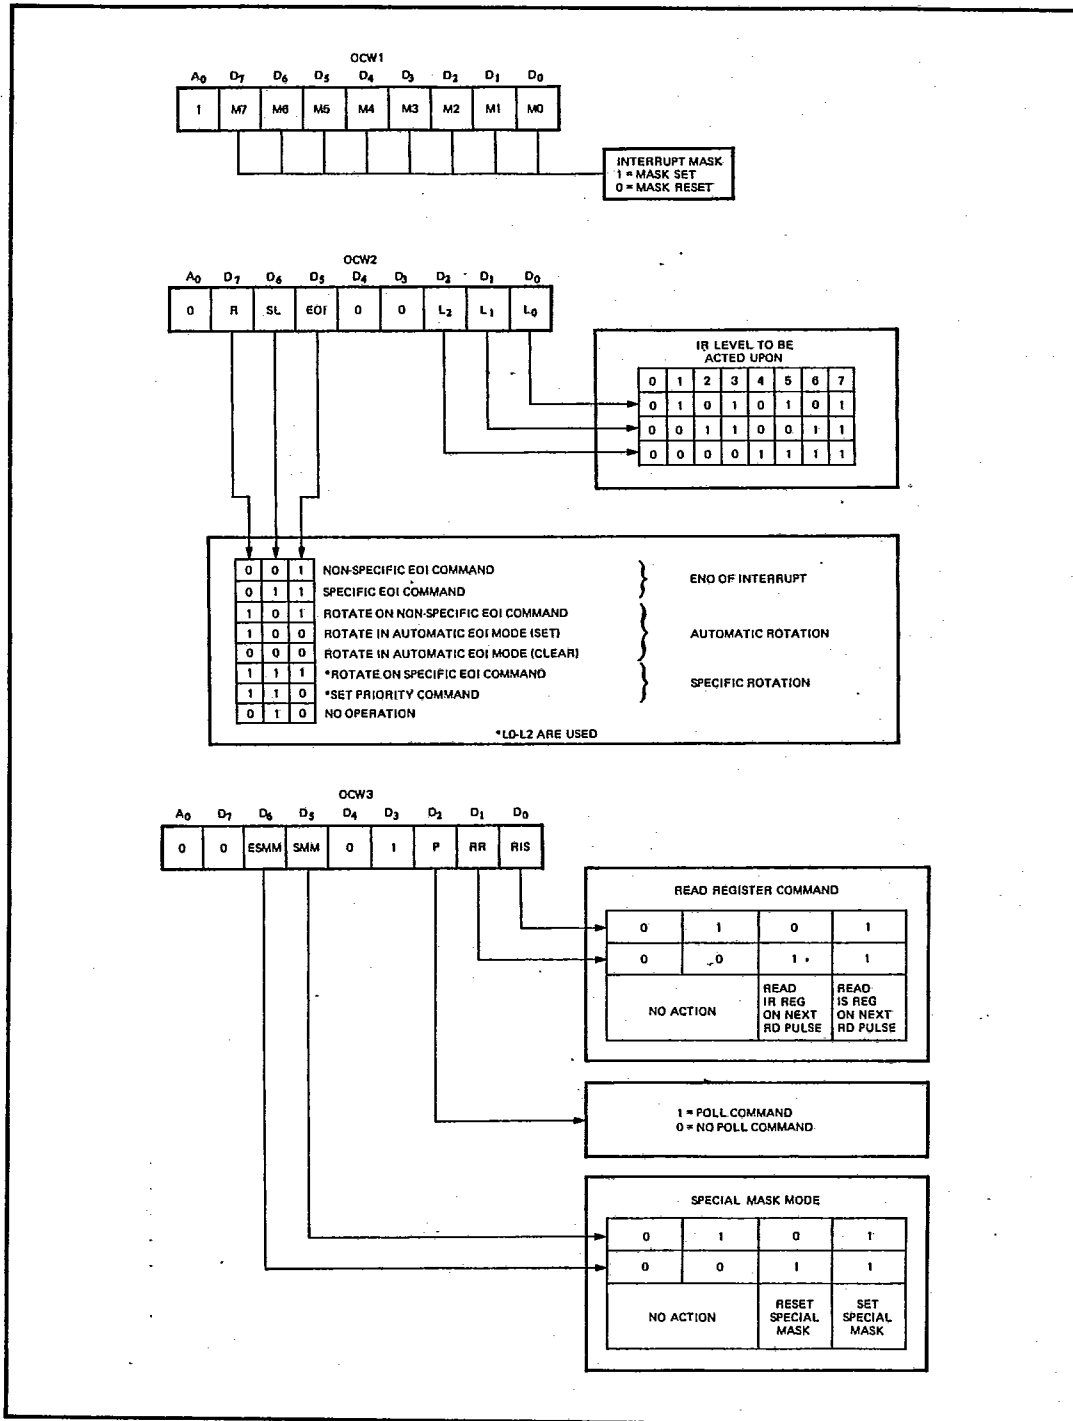 OCW1
A0 D7 D6 D5 D4 D3 D2 D1 D0
1 M7 M6 M5 M4 M3 M2 M1 M0
INTERRUPT MASK
1 = MASK SET
0 = MASK RESET
OCW2
A0 D7 D6 D5 D4 D3 D2 D1 D0
0 R SL EOI 0 0 L2 L1 L0
IR LEVEL TO BE
ACTED UPON
0 1 2 3 4 5 6 7
0 1 0 1 0 1 0 1
0 0 1 1 0 0 1 1
0 0 0 0 1 1 1 1
0 0 1 NON-SPECIFIC EOI COMMAND
0 1 1 SPECIFIC EOI COMMAND
END OF INTERRUPT
1 0 1 ROTATE ON NON-SPECIFIC EOI COMMAND
1 0 0 ROTATE IN AUTOMATIC EOI MODE (SET)
0 0 0 ROTATE IN AUTOMATIC EOI MODE (CLEAR)
AUTOMATIC ROTATION
1 1 1 *ROTATE ON SPECIFIC EOI COMMAND
1 1 0 *SET PRIORITY COMMAND
SPECIFIC ROTATION
0 1 0 NO OPERATION
*L0-L2 ARE USED
OCW3
A0 D7 D6 D5 D4 D3 D2 D1 D0
0 0 ESMM SMM 0 1 P RR RIS
READ REGISTER COMMAND
0 1 0 1
0 0 1 1
NO ACTION
READ
IR REG
ON NEXT
RD PULSE
READ
IS REG
ON NEXT
RD PULSE
1 = POLL COMMAND
0 = NO POLL COMMAND
SPECIAL MASK MODE
0 1 0 1
0 0 1 1
NO ACTION
RESET
SPECIAL
MASK
SET
SPECIAL
MASK